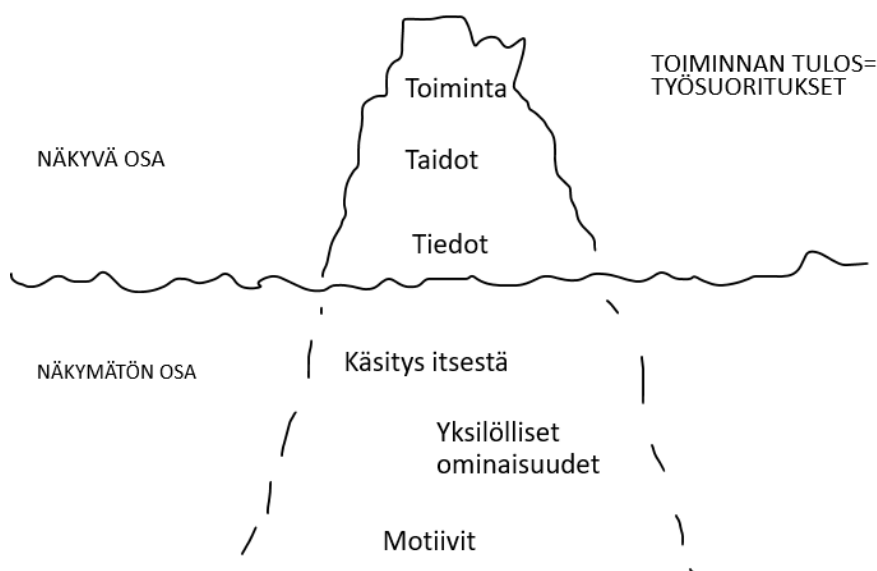 TOIMINNAN TULOS=
TYÖSUORITUKSET
Toiminta
NÄKYVÄ OSA
Taidot
Tiedot
Käsitys itsestä
NÄKYMÄTÖN OSA
Yksilölliset
ominaisuudet
Motiivit